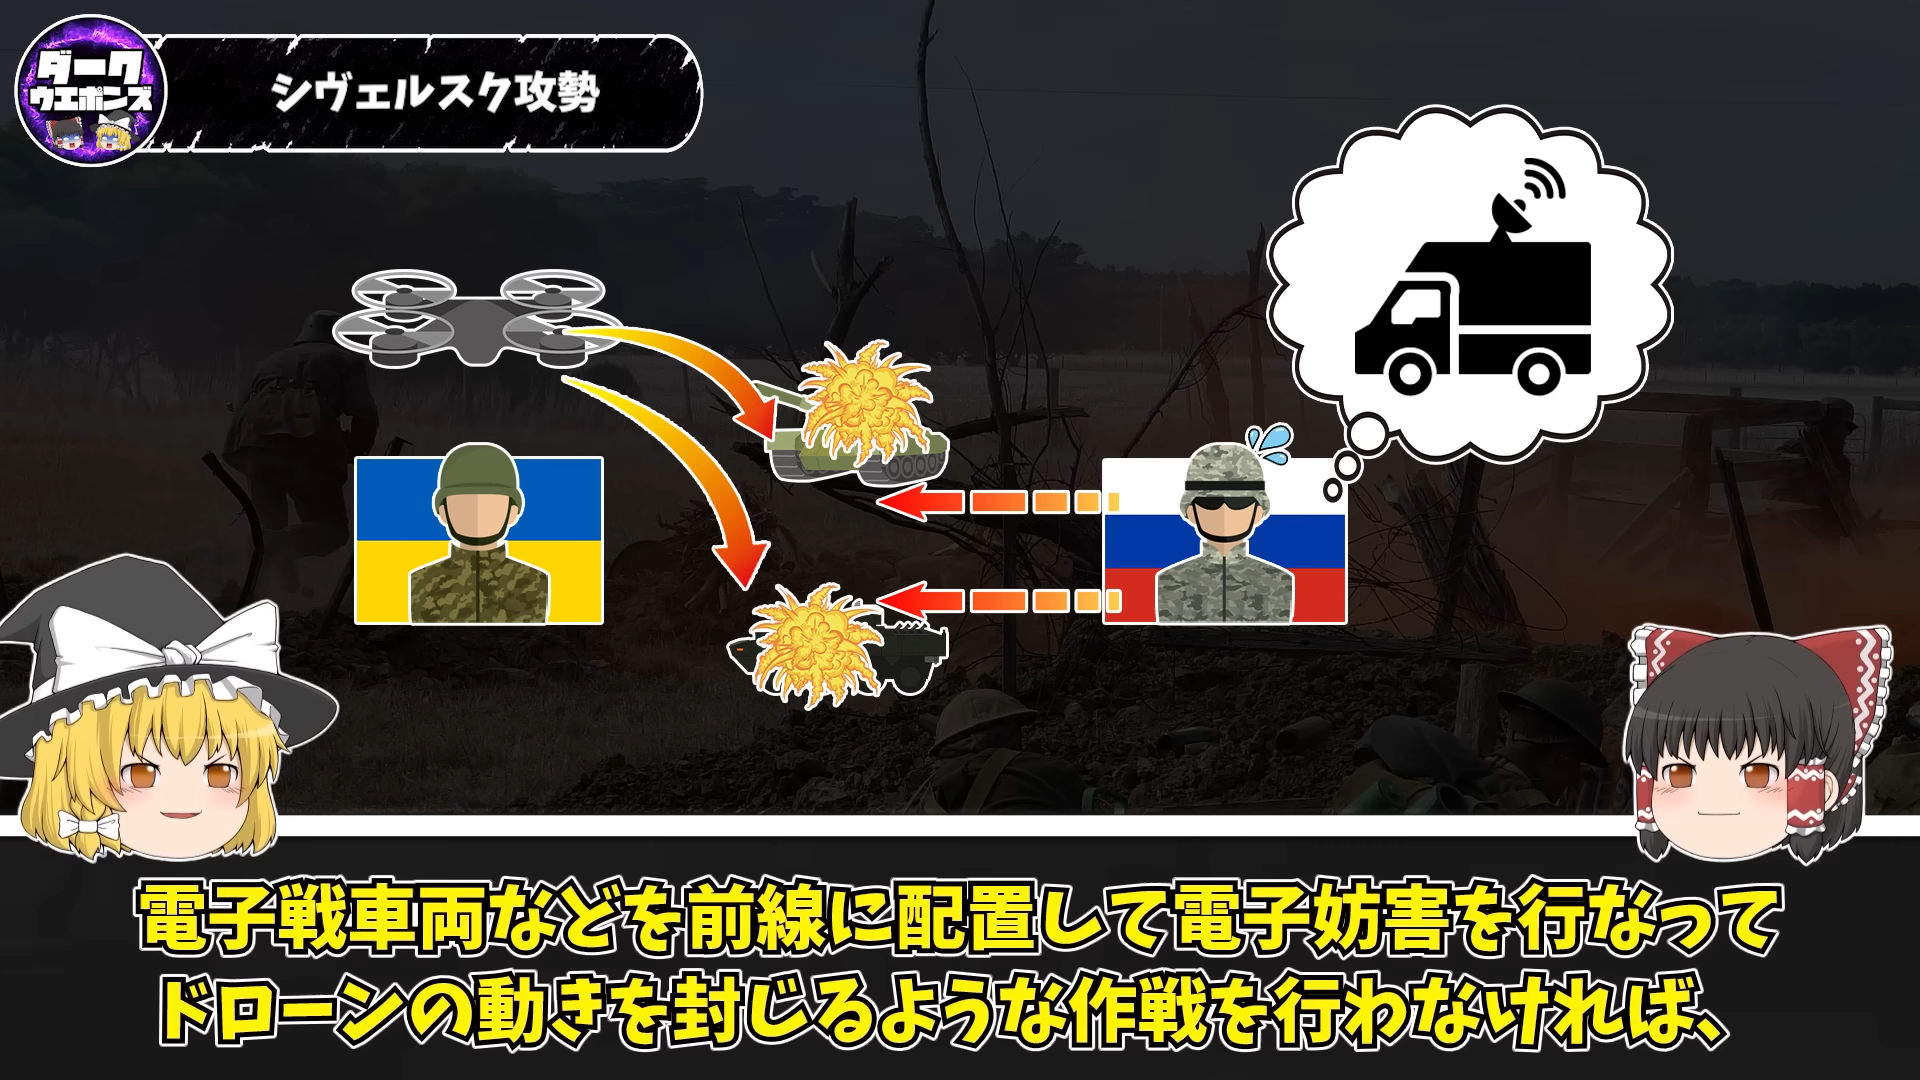 ダーク
ウエポンズ
シヴェルスク攻勢
電子戦車両などを前線に配置して電子妨害を行なって
ドローンの動きを封じるような作戦を行わなければ、